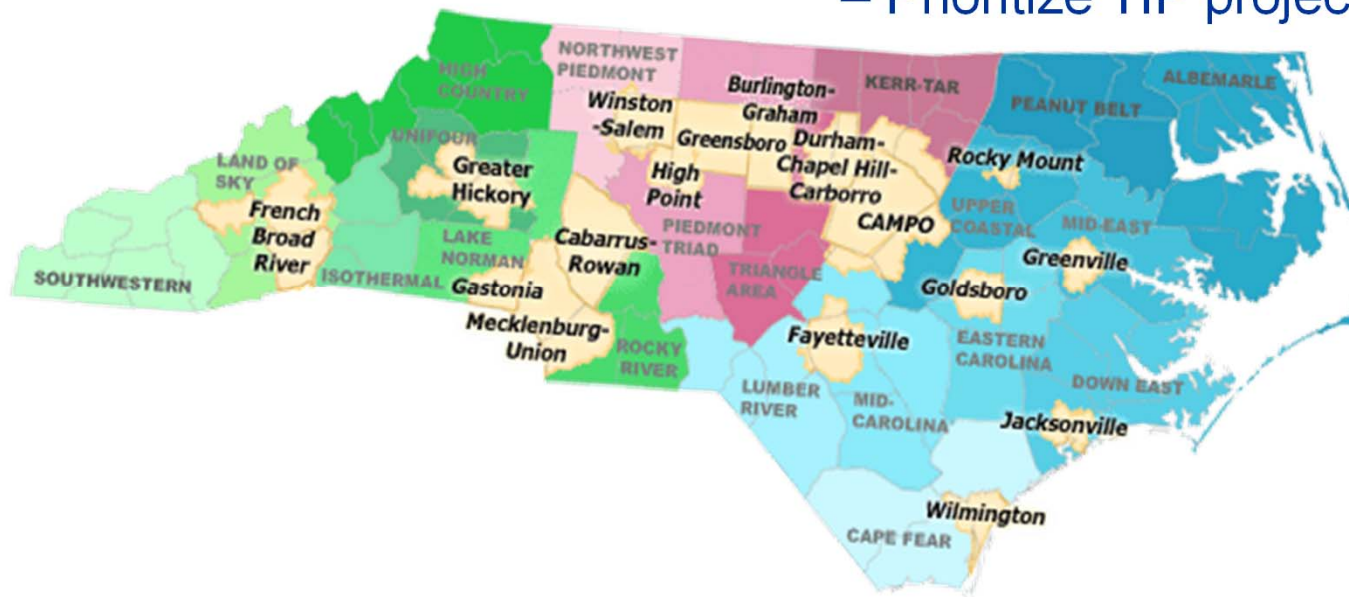 – Prioritize TIP projec
NORTHWEST
PIEDMONT
HIGH
COUNTRY
KERR-TAR
ALBEMARLE
PEANUT BELT
Burlington-
Graham
Winston
-Salem
Greensboro
Durham-
Chapel Hill-
Carborro
UNIFOUR
LAND OF
SKY
Greater
Hickory
High
Point
Rocky Mount
French
Broad
River
CAMPO
UPPER
COASTAL
MID-EAST
PIEDMONT
TRIAD
LAKE
NORMAN
Cabarrus-
Rowan
TRIANGLE
AREA
Greenville
SOUTHWESTERN
ISOTHERMAL
Gastonia
Goldsboro
Mecklenburg-
Union
ROCKY
RIVER
Fayetteville
EASTERN
CAROLINA
LUMBER
RIVER
MID-
CAROLINA
DOWN EAST
Jacksonville
Wilmington
CAPE FEAR